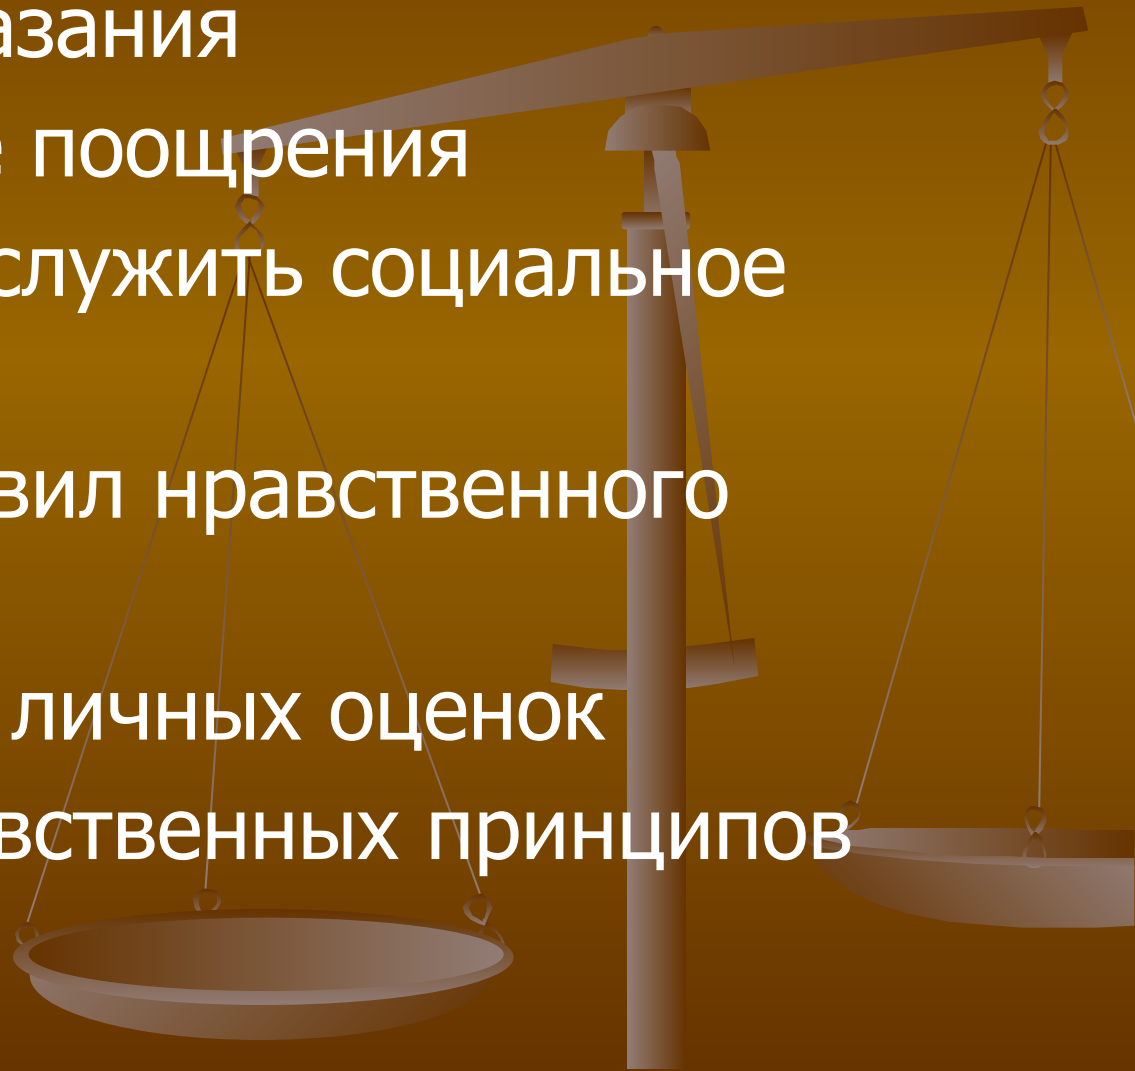 азания
е поощрения
служить социальное
вил нравственного
личных оценок
вственных принципов